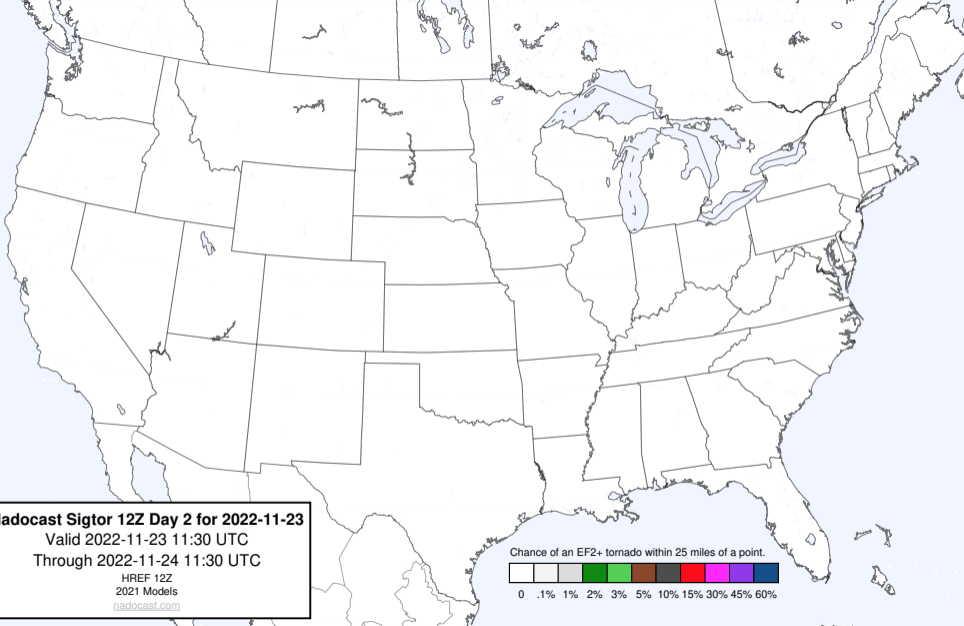 adocast Sigtor 12Z Day 2 for 2022-11-23
Valid 2022-11-23 11:30 UTC
Through 2022-11-24 11:30 UTC
HREF 12Z
2021 Models
nadocast.com
Chance of an EF2+ tornado within 25 miles of a point.
0 .1% 1% 2% 3% 5% 10% 15% 30% 45% 60%